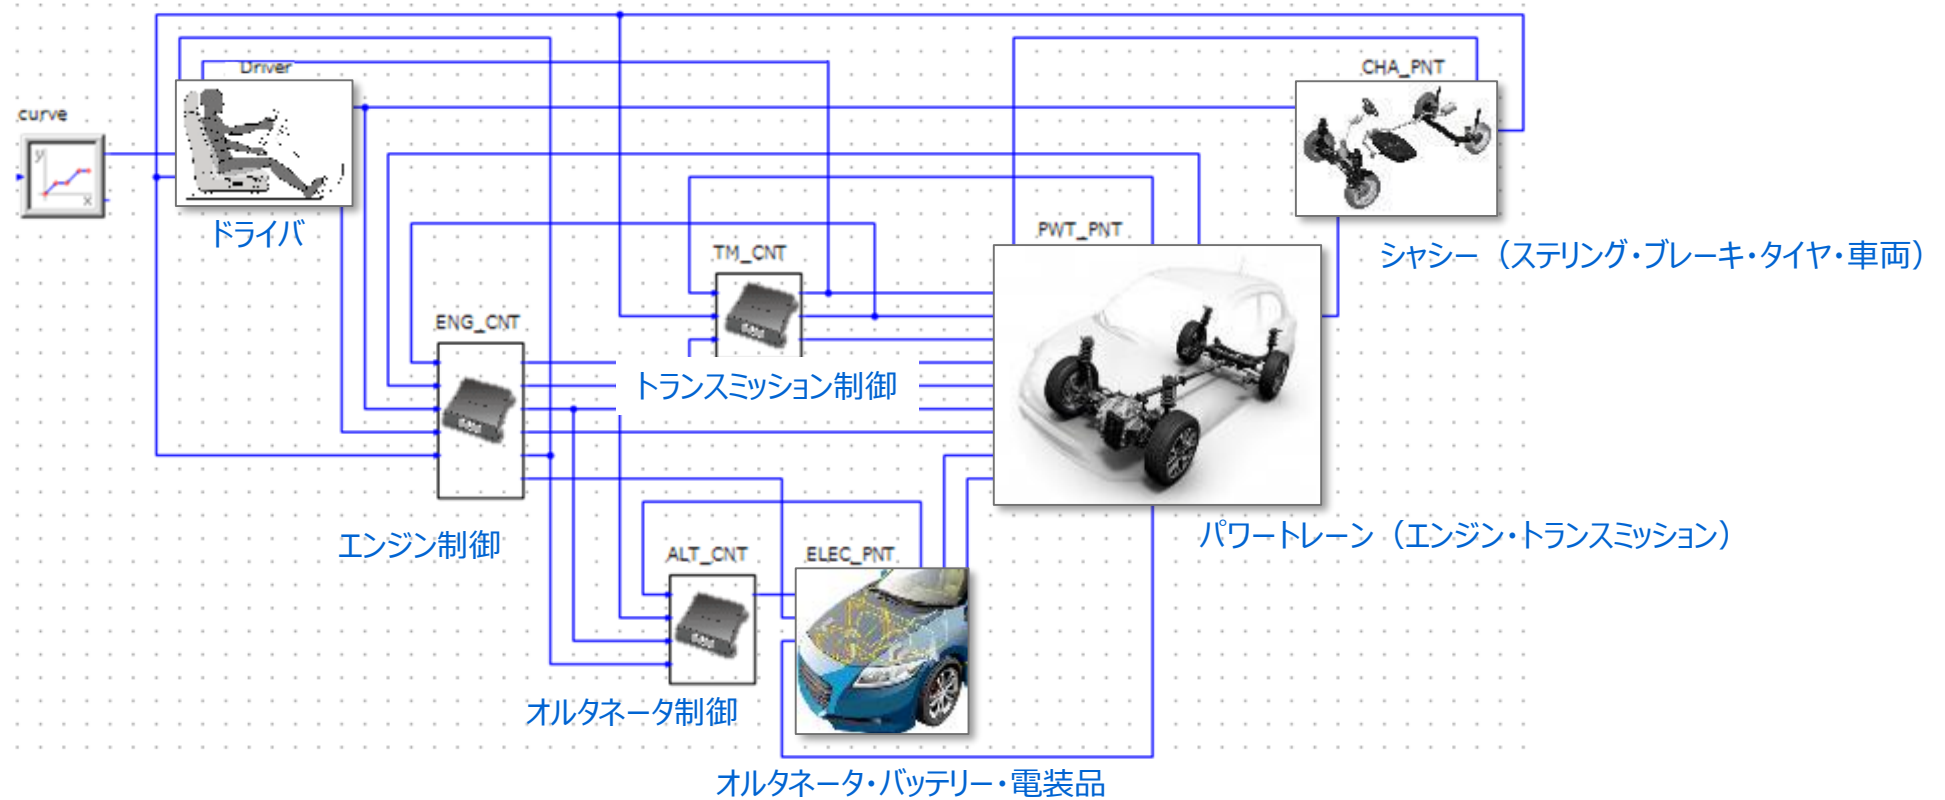 Driver
CHA_PNT
curve
y
x
ドライバ
PWT_PNT
シャシー（ステリング・ブレーキ・タイヤ・車両）
TM_CNT
ENG_CNT
トランスミッション制御
エンジン制御
パワートレーン（エンジン・トランスミッション）
ALT_CNT
ELEC_PNT
オルタネータ制御
オルタネータ・バッテリー・電装品